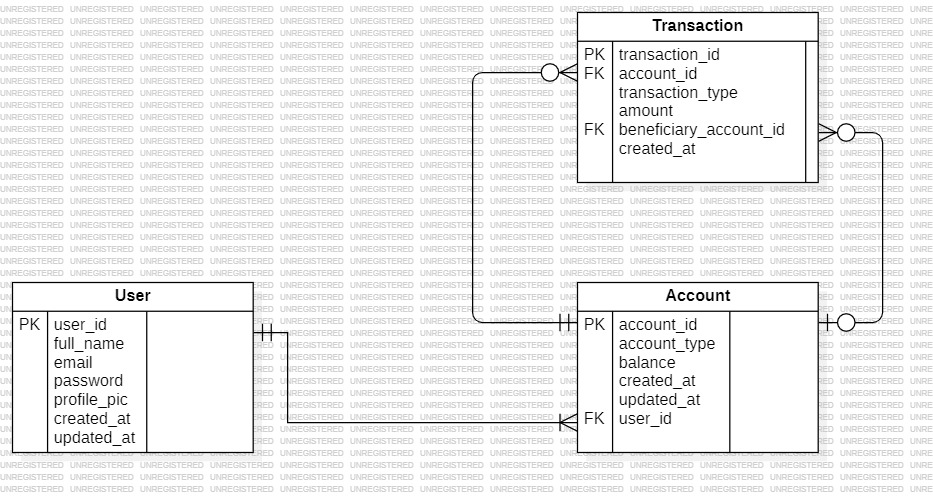 Transaction
PK transaction_id
FK account_id
transaction_type
amount
FK beneficiary_account_id
created_at
User
PK user_id
full_name
email
password
profile_pic
created_at
updated_at
Account
PK account_id
account_type
balance
created_at
updated_at
FK user_id
UNREGISTERED